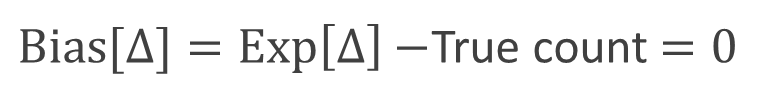 Bias[Δ] = Exp[Δ] −True count = 0